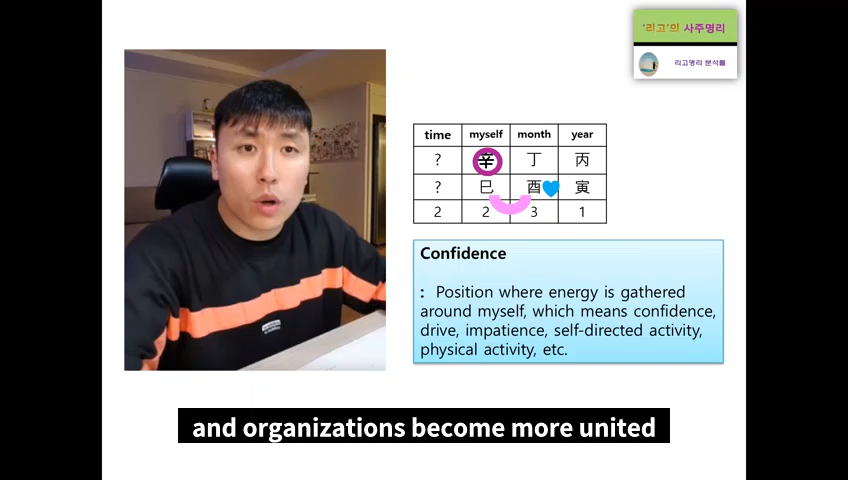 '리고'의 사주명리
리고명리 분석틀
time myself month year
? 辛 丁 丙
? 巳 酉 寅
2 2 3 1
Confidence
: Position where energy is gathered
around myself, which means confidence,
drive, impatience, self-directed activity,
physical activity, etc.
and organizations become more united